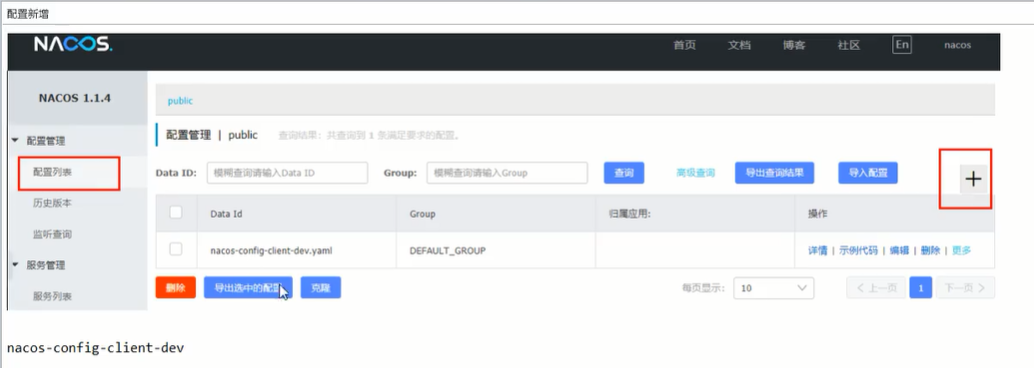 配置新增
NACOS.
首页 文档 博客 社区 En nacos
NACOS 1.1.4
public
配置管理
配置管理 | public 查询结果：共查询到 1 条满足要求的配置。
配置列表
Data ID: 模糊查询请输入Data ID Group: 模糊查询请输入Group 查询 高级查询 导出查询结果 导入配置 +
历史版本
Data Id Group 归属应用: 操作
监听查询
nacos-config-client-dev.yaml DEFAULT_GROUP 详情 | 示例代码 | 编辑 | 删除 | 更多
服务管理
删除 导出选中的配置 克隆 每页显示: 10 < 上一页 1 下一页 >
服务列表
nacos-config-client-dev